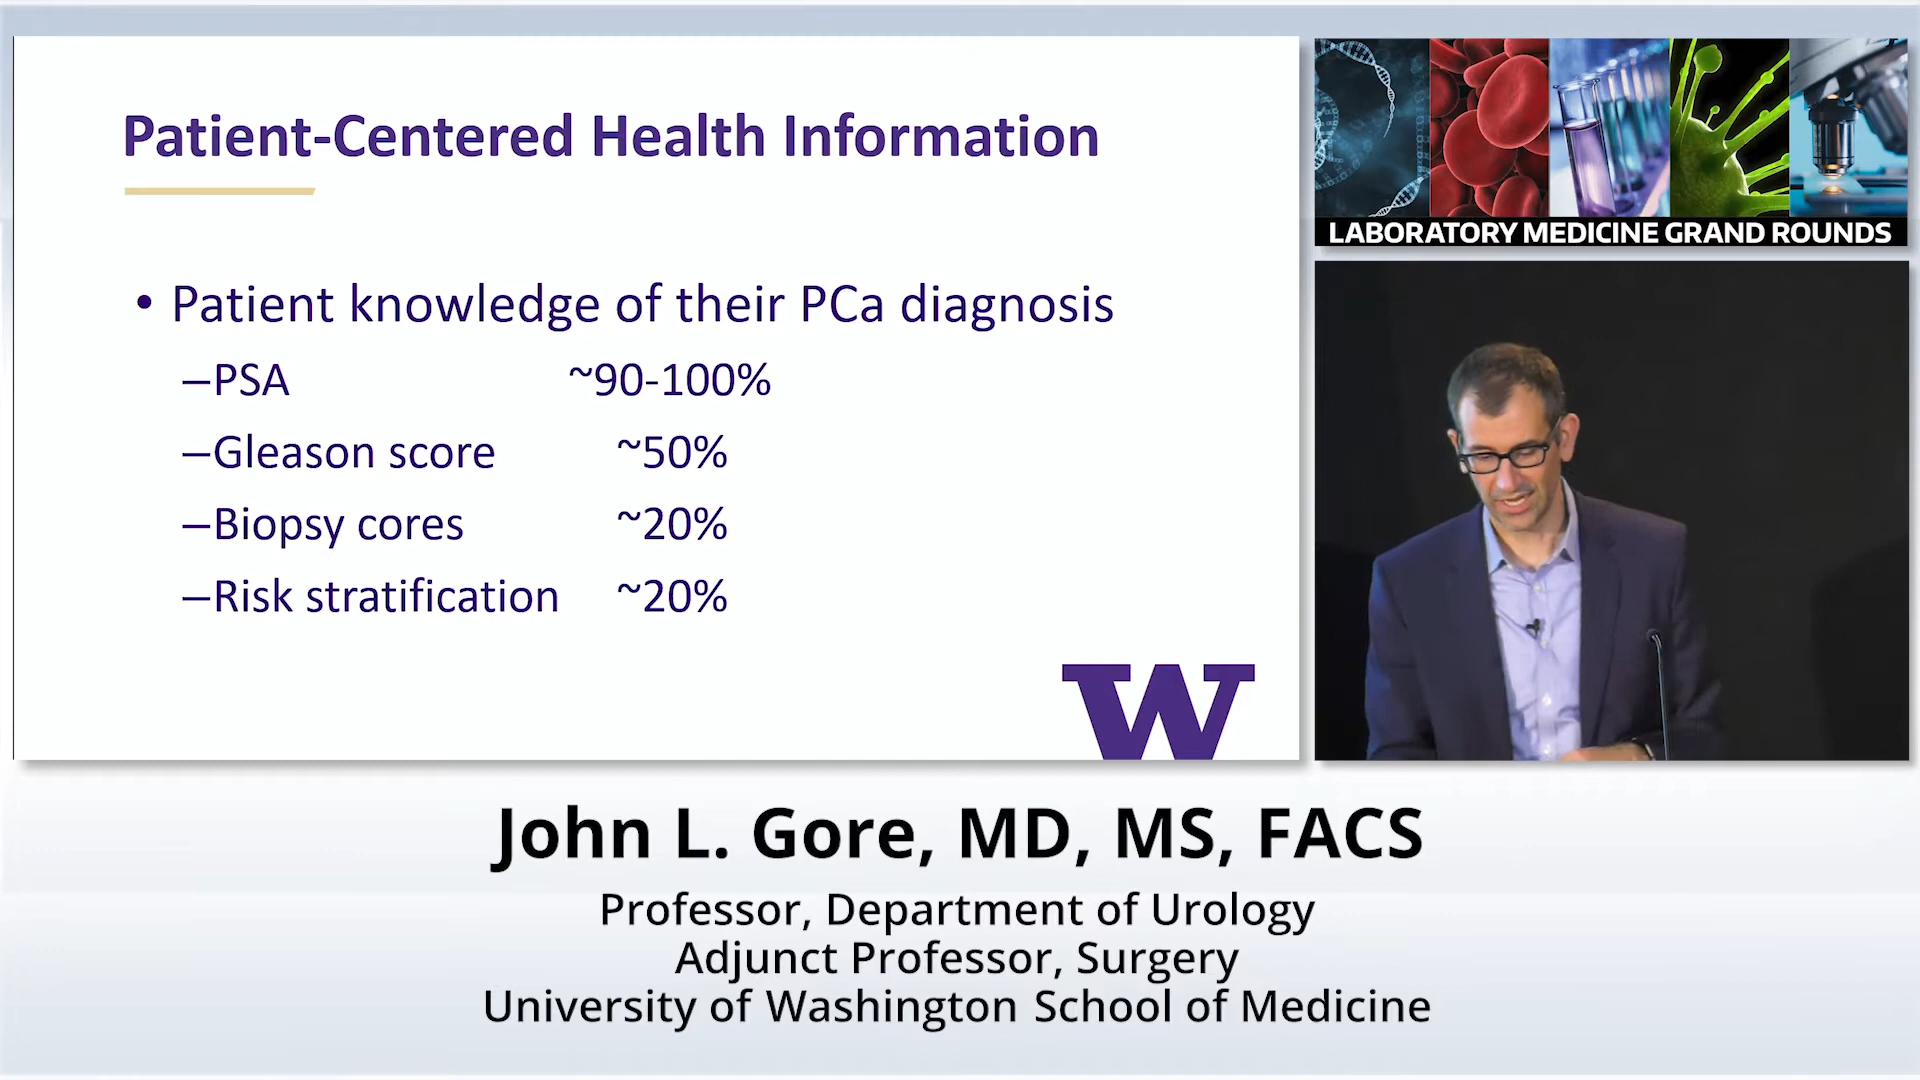 Patient-Centered Health Information
• Patient knowledge of their PCa diagnosis
–PSA ~90-100%
–Gleason score ~50%
–Biopsy cores ~20%
–Risk stratification ~20%
W
LABORATORY MEDICINE GRAND ROUNDS
John L. Gore, MD, MS, FACS
Professor, Department of Urology
Adjunct Professor, Surgery
University of Washington School of Medicine